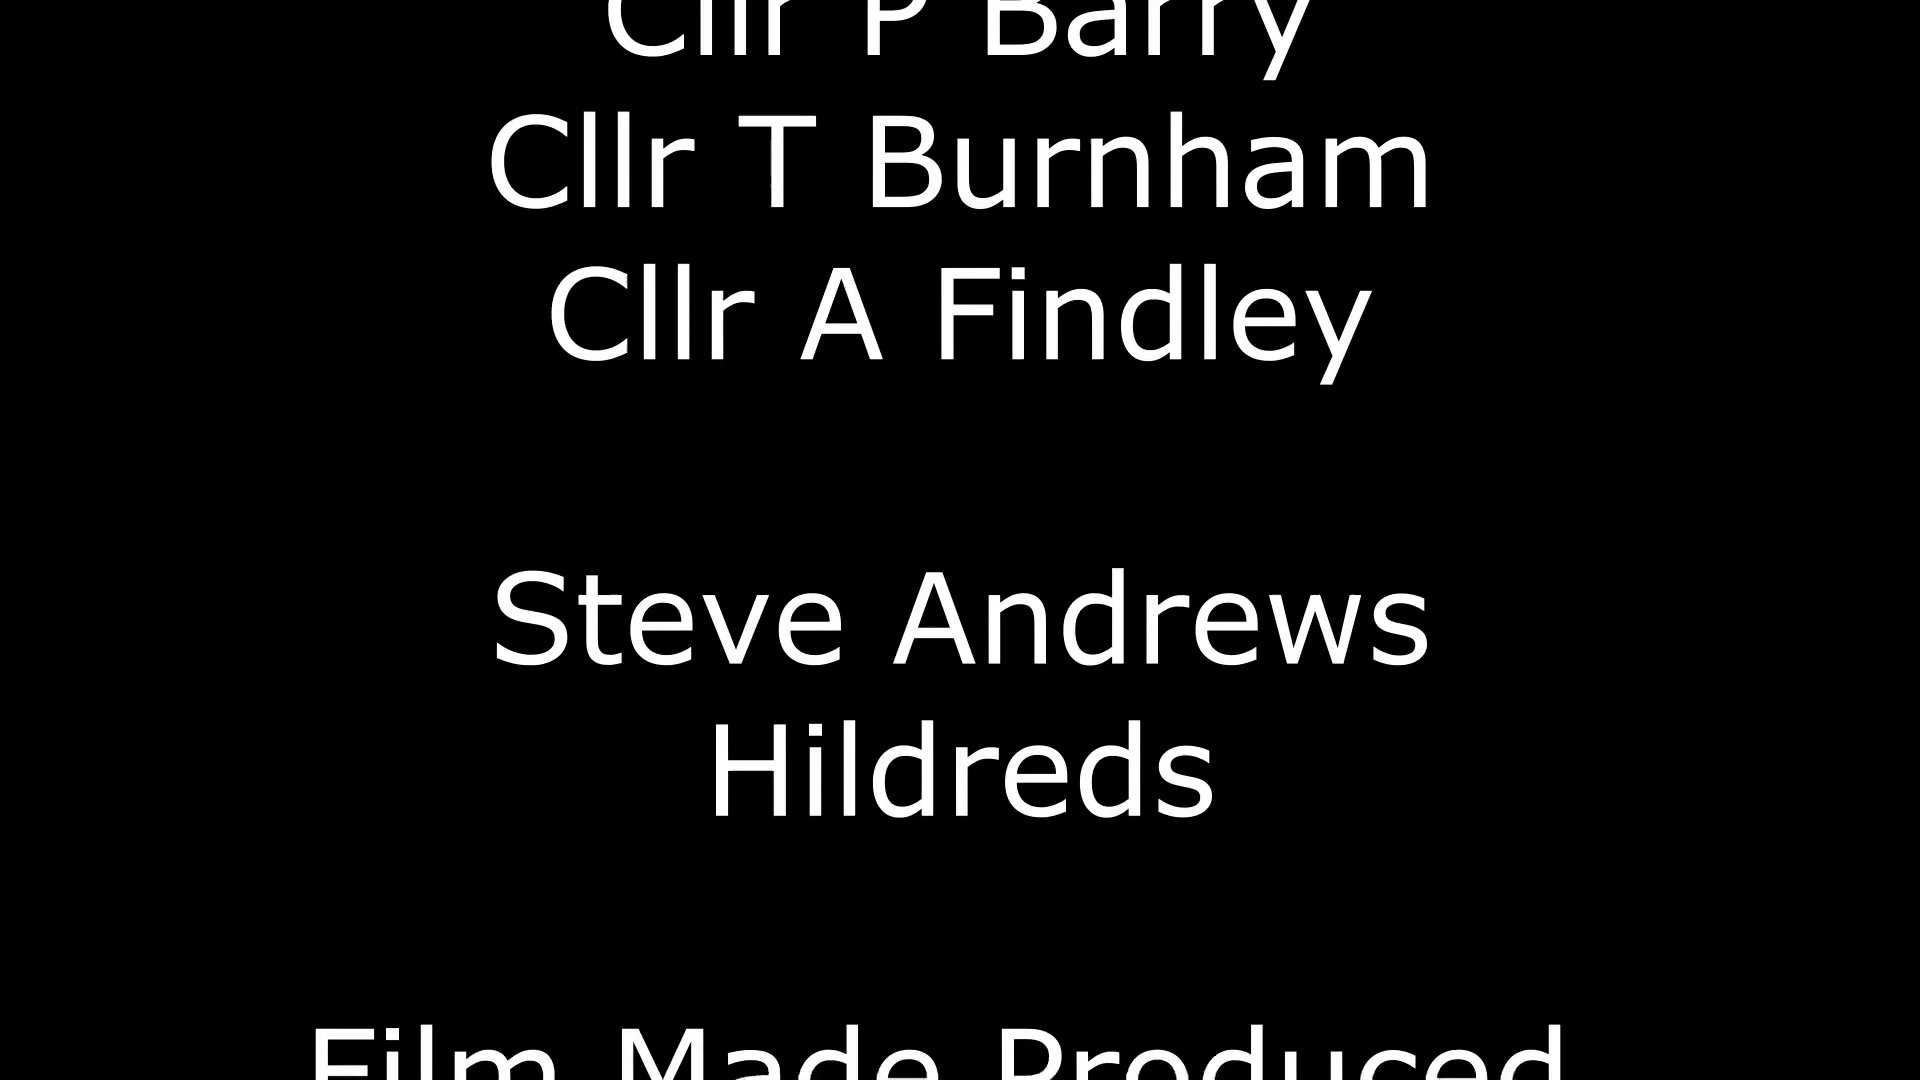 Cllr P Barry
Cllr T Burnham
Cllr A Findley
Steve Andrews
Hildreds
Film Made Produced